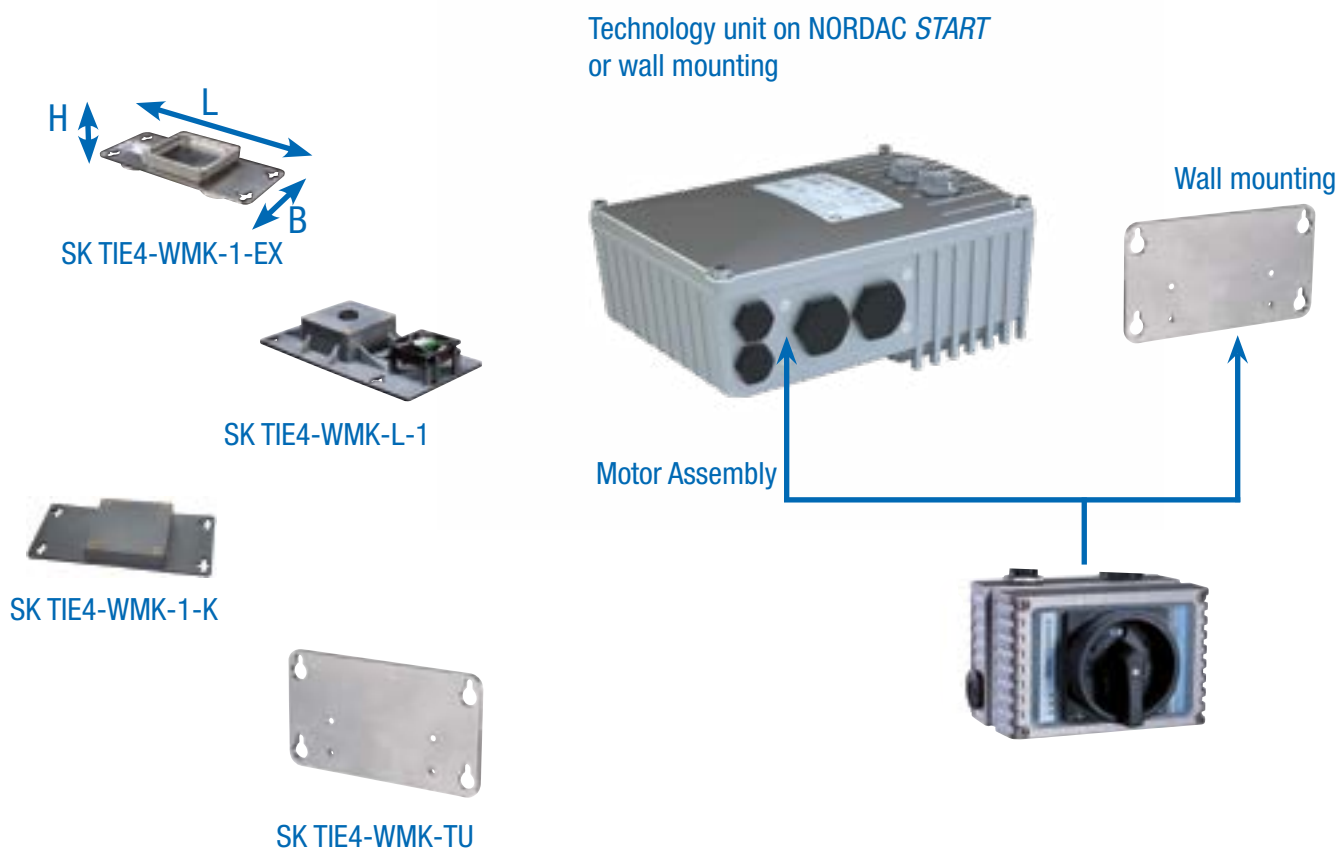 Technology unit on NORDAC START
or wall mounting
H
L
B
SK TIE4-WMK-1-EX
Wall mounting
SK TIE4-WMK-L-1
Motor Assembly
SK TIE4-WMK-1-K
SK TIE4-WMK-TU